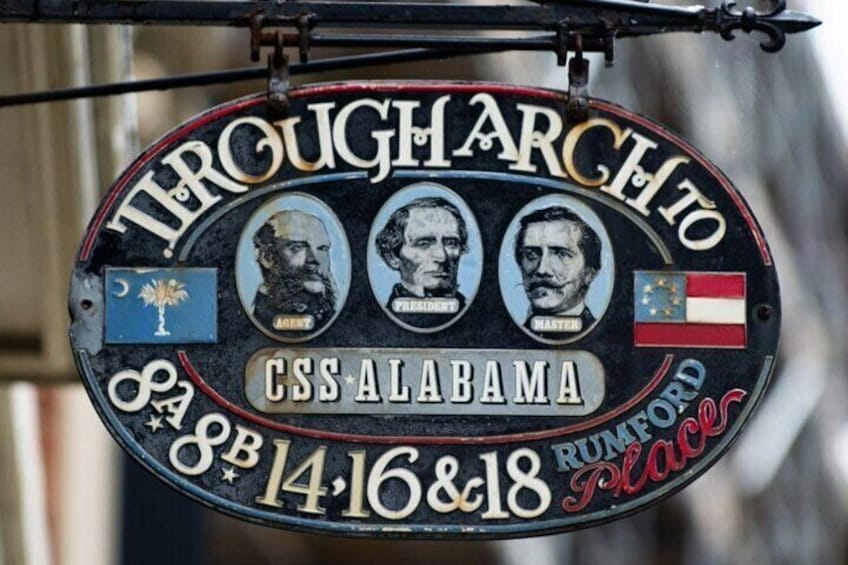 THROUGH ARCH TO
AGENT
PRESIDENT
MASTER
CSS★ALABAMA
8A★8B★14,16&18
RUMFORD
Place